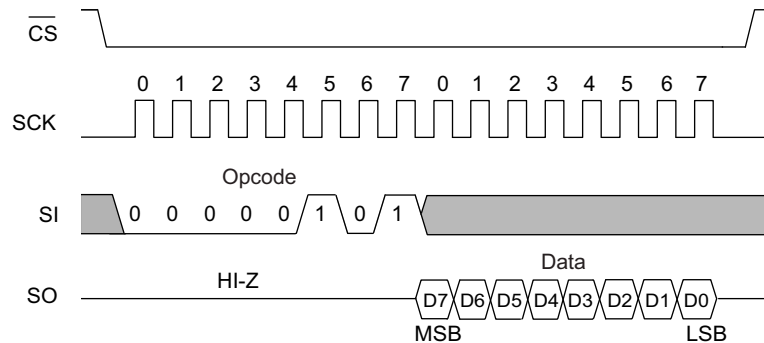 CS
0 1 2 3 4 5 6 7 0 1 2 3 4 5 6 7
SCK
Opcode
SI 0 0 0 0 0 1 0 1
Data
HI-Z
SO D7 D6 D5 D4 D3 D2 D1 D0
MSB LSB